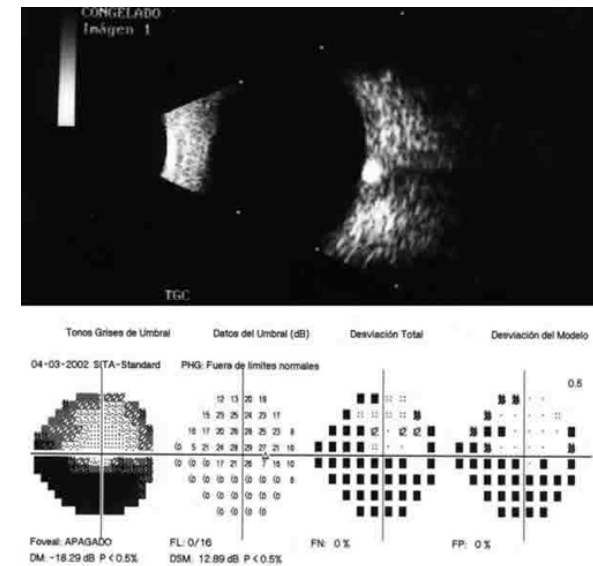 CONGELADO
Imágen 1
TGC
Tonos Grises de Umbral Datos del Umbral (dB) Desviación Total Desviación del Modelo
04-03-2002 SITA-Standard PHG: Fuera de limites normales
0.5
12 13 20 18
15 23 25 24 23 17
16 17 20 20 26 25 23 8
(0 5 21 24 28 29 27 21 16
(0 (0 (0 17 21 26 7 16 10
(0 (0 (0 (0 (0 (0 (0 8
(0 (0 (0 (0 (0 (0
(0 (0 (0 (0
Foveal: APAGADO FL: 0/16 FN: 0 % FP: 0 %
DM: -18.29 dB P < 0.5% DSM: 12.89 dB P < 0.5%